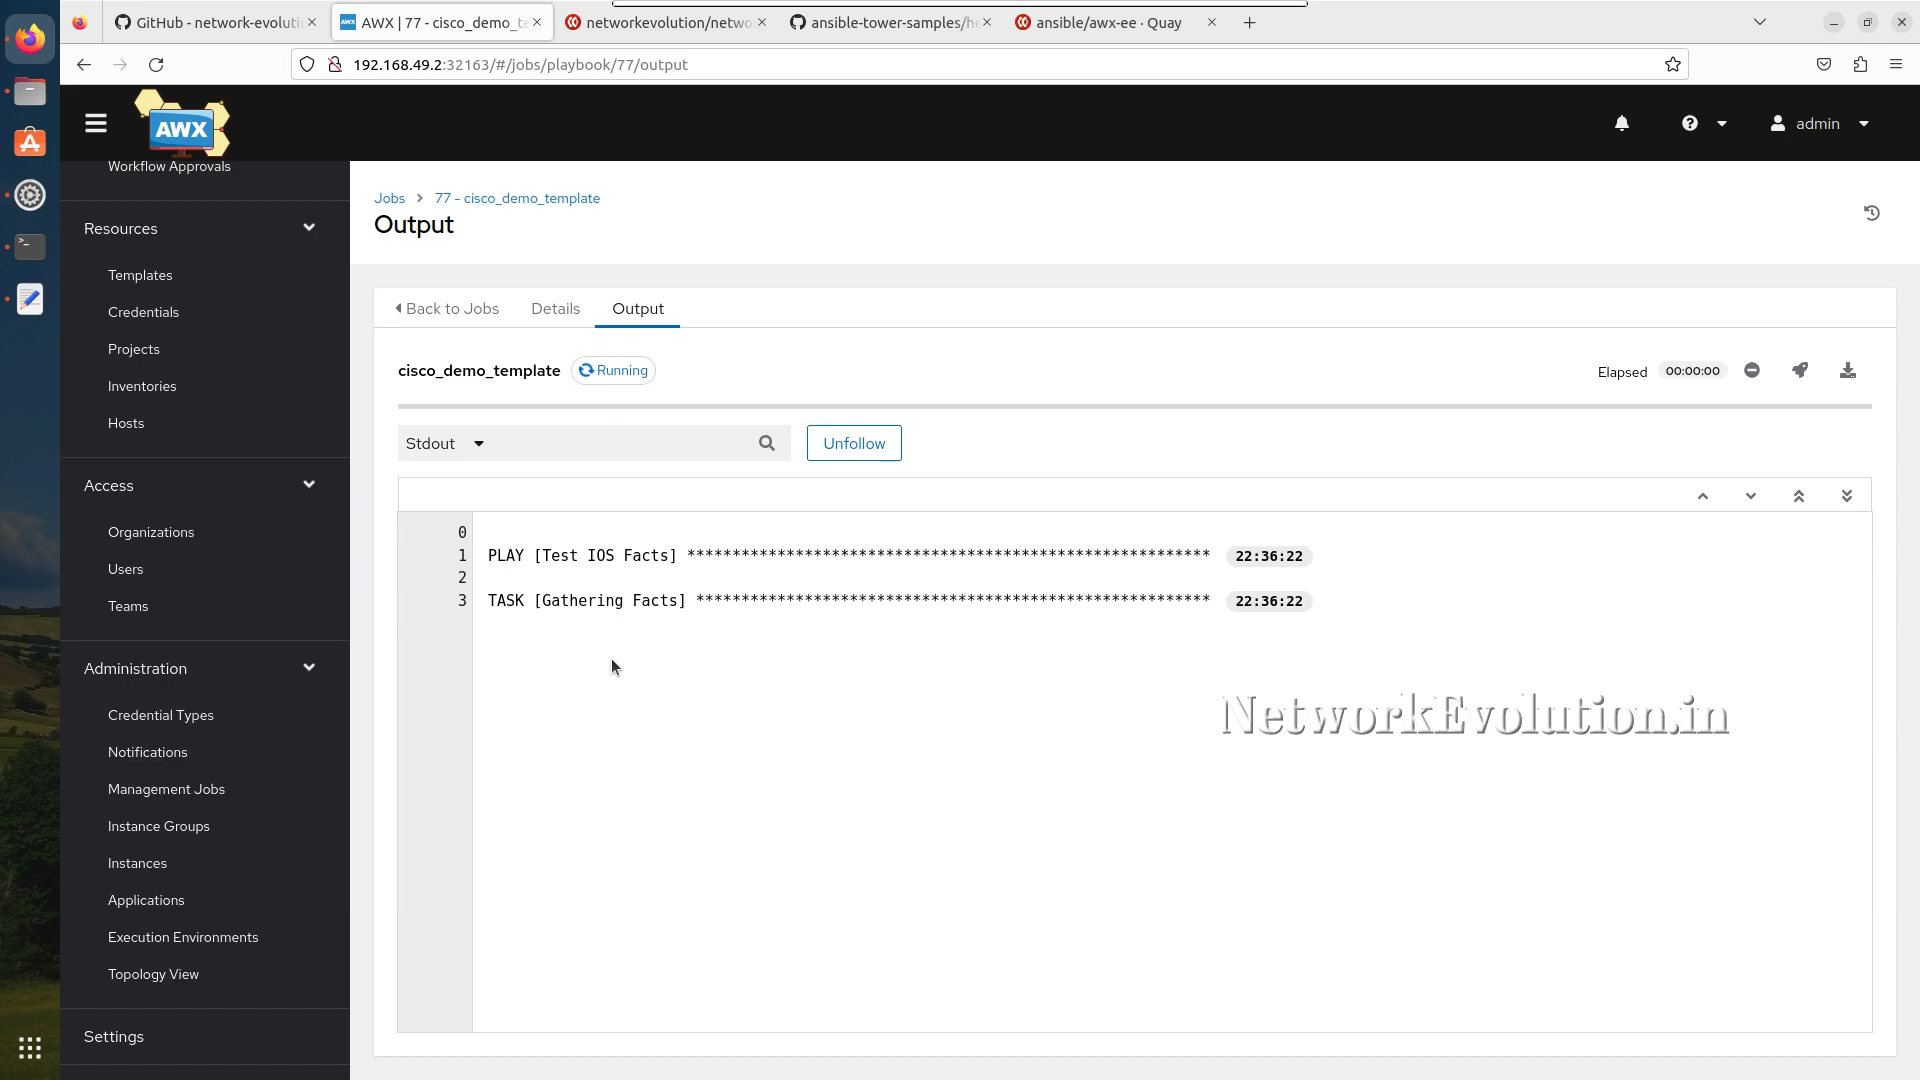 GitHub - network-evolutic
AWX | 77 - cisco_demo_te
networkevolution/netwo
ansible-tower-samples/he
ansible/awx-ee · Quay
192.168.49.2:32163/#/jobs/playbook/77/output
AWX
admin
Workflow Approvals
Resources
Templates
Credentials
Projects
Inventories
Hosts
Access
Organizations
Users
Teams
Administration
Credential Types
Notifications
Management Jobs
Instance Groups
Instances
Applications
Execution Environments
Topology View
Settings
Jobs 77 - cisco_demo_template
Output
Back to Jobs Details Output
cisco_demo_template Running
Elapsed 00:00:00
Stdout
Unfollow
0
1 PLAY [Test IOS Facts] ********************************************************** 22:36:22
2
3 TASK [Gathering Facts] ********************************************************* 22:36:22
NetworkEvolution.in